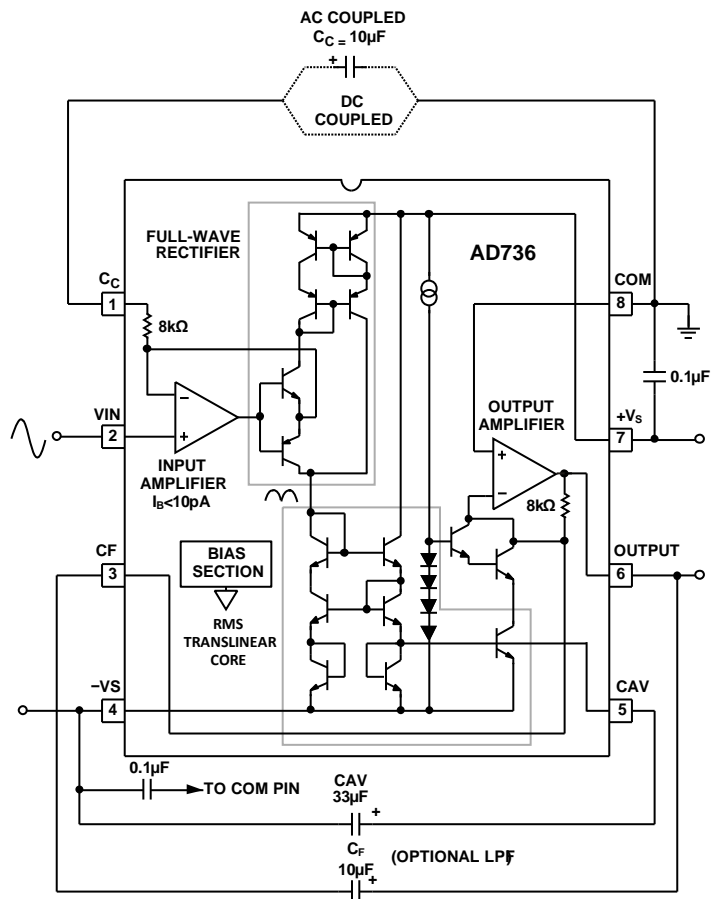 AC COUPLED
C_C = 10µF
+
DC
COUPLED
FULL-WAVE
RECTIFIER
AD736
C_C
1
8kΩ
COM
8
0.1µF
VIN
2
−
+
INPUT
AMPLIFIER
I_B<10pA
OUTPUT
AMPLIFIER
+
−
8kΩ
+V_S
7
CF
3
BIAS
SECTION
RMS
TRANSLINEAR
CORE
OUTPUT
6
−VS
4
CAV
5
0.1µF
TO COM PIN
CAV
33µF
+
C_F
10µF
+
(OPTIONAL LPF)